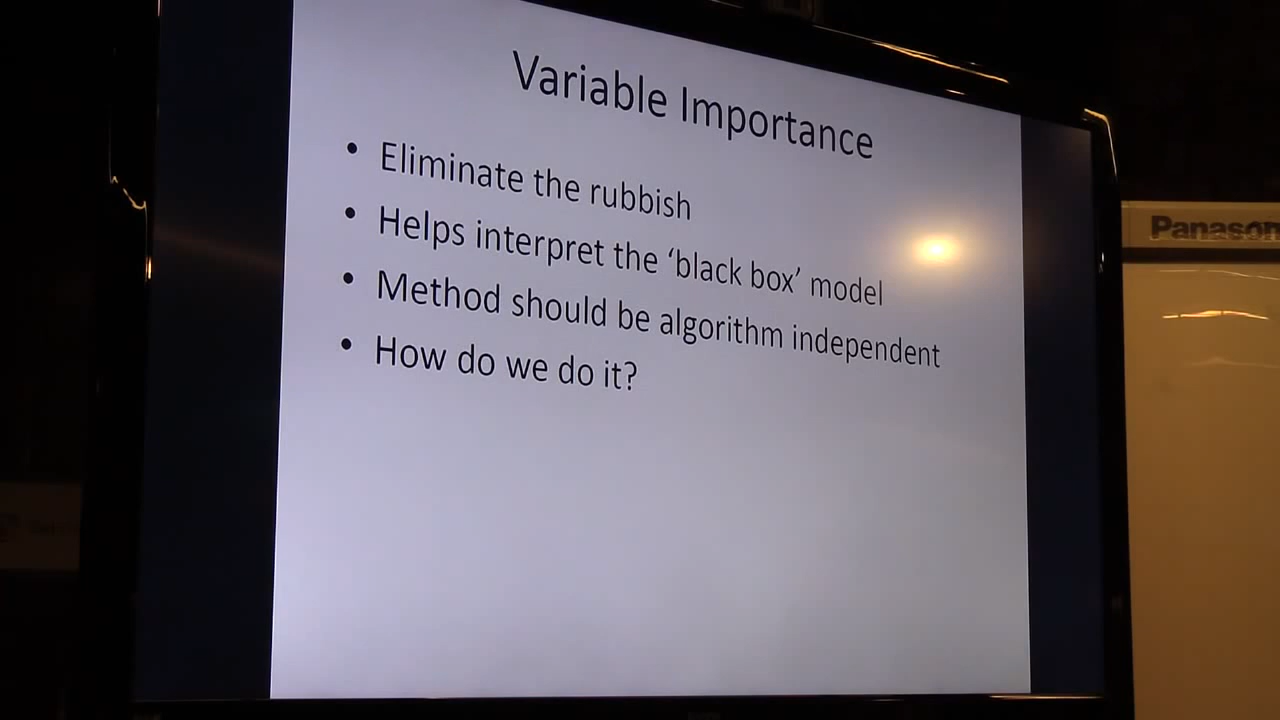 Variable Importance
• Eliminate the rubbish
• Helps interpret the ‘black box’ model
• Method should be algorithm independent
• How do we do it?
Panason